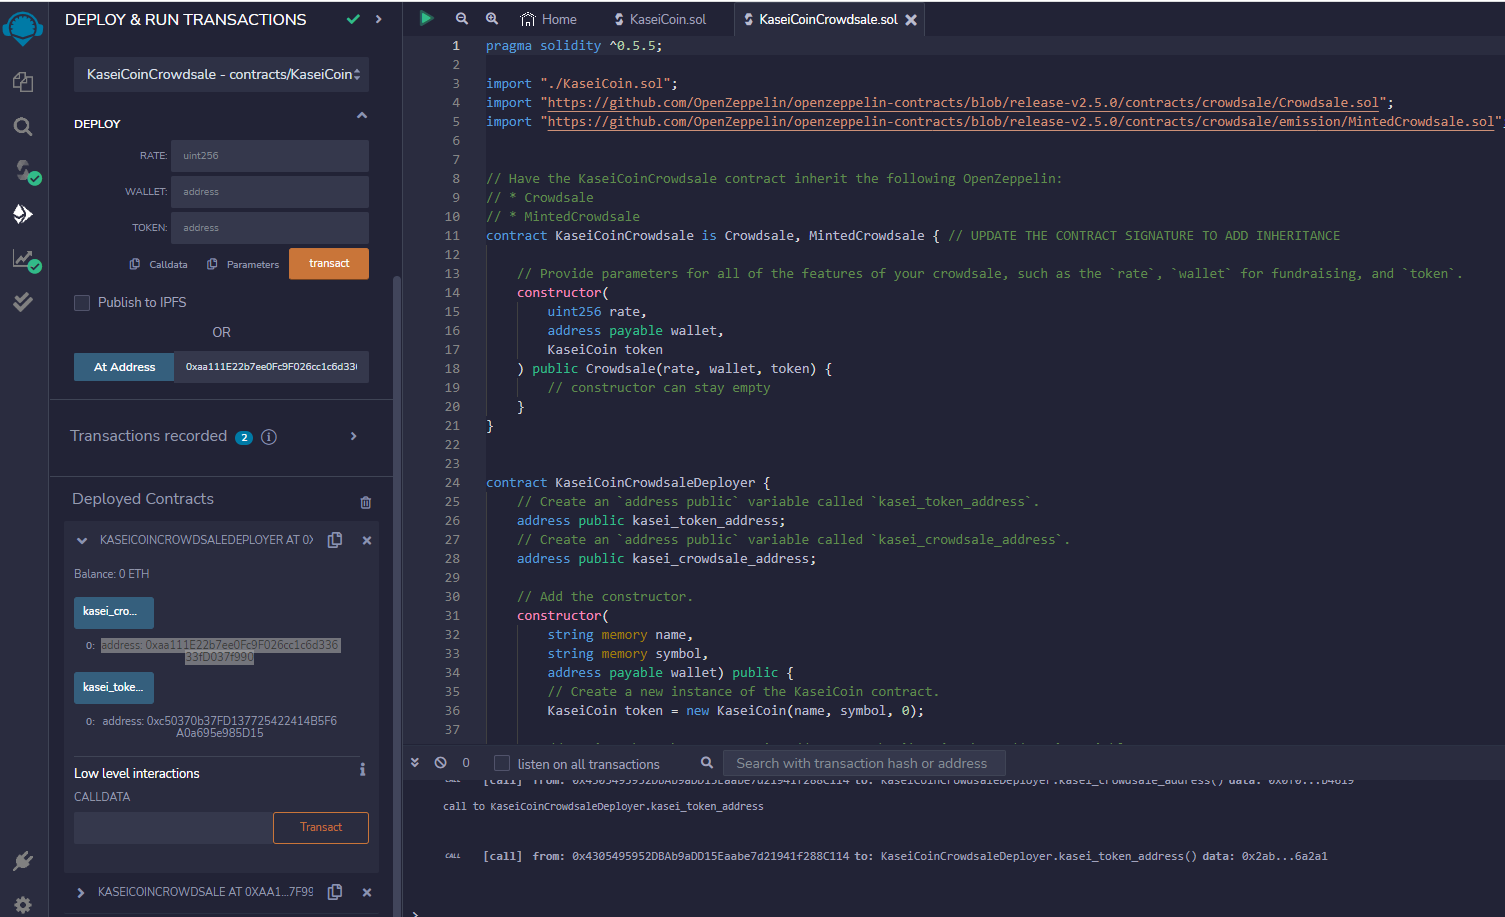 DEPLOY & RUN TRANSACTIONS
KaseiCoinCrowdsale - contracts/KaseiCoin
DEPLOY
RATE: uint256
WALLET: address
TOKEN: address
Calldata Parameters transact
Publish to IPFS
OR
At Address 0xaa111E22b7ee0Fc9F026cc1c6d33
Transactions recorded 2 i
Deployed Contracts
KASEICOINCROWDSALEDEPLOYER AT 0X
Balance: 0 ETH
kasei_cro...
0: address: 0xaa111E22b7ee0Fc9F026cc1c6d336
33fD037f990
kasei_toke...
0: address: 0xc50370b37FD137725422414B5F6
A0a695e985D15
Low level interactions
CALLDATA
Transact
KASEICOINCROWDSALE AT 0XAA1...7F99
Home KaseiCoin.sol KaseiCoinCrowdsale.sol
1 pragma solidity ^0.5.5;
2
3 import "./KaseiCoin.sol";
4 import "https://github.com/OpenZeppelin/openzeppelin-contracts/blob/release-v2.5.0/contracts/crowdsale/Crowdsale.sol";
5 import "https://github.com/OpenZeppelin/openzeppelin-contracts/blob/release-v2.5.0/contracts/crowdsale/emission/MintedCrowdsale.sol"
6
7
8 // Have the KaseiCoinCrowdsale contract inherit the following OpenZeppelin:
9 // * Crowdsale
10 // * MintedCrowdsale
11 contract KaseiCoinCrowdsale is Crowdsale, MintedCrowdsale { // UPDATE THE CONTRACT SIGNATURE TO ADD INHERITANCE
12
13 // Provide parameters for all of the features of your crowdsale, such as the `rate`, `wallet` for fundraising, and `token`.
14 constructor(
15 uint256 rate,
16 address payable wallet,
17 KaseiCoin token
18 ) public Crowdsale(rate, wallet, token) {
19 // constructor can stay empty
20 }
21 }
22
23
24 contract KaseiCoinCrowdsaleDeployer {
25 // Create an `address public` variable called `kasei_token_address`.
26 address public kasei_token_address;
27 // Create an `address public` variable called `kasei_crowdsale_address`.
28 address public kasei_crowdsale_address;
29
30 // Add the constructor.
31 constructor(
32 string memory name,
33 string memory symbol,
34 address payable wallet) public {
35 // Create a new instance of the KaseiCoin contract.
36 KaseiCoin token = new KaseiCoin(name, symbol, 0);
37
0 listen on all transactions Search with transaction hash or address
CALL [call] from: 0x4305495952DBAb9aDD15Eaabe7d21941f288C114 to: KaseiCoinCrowdsaleDeployer.kasei_crowdsale_address() data: 0x0f0...b4619
call to KaseiCoinCrowdsaleDeployer.kasei_token_address
CALL [call] from: 0x4305495952DBAb9aDD15Eaabe7d21941f288C114 to: KaseiCoinCrowdsaleDeployer.kasei_token_address() data: 0x2ab...6a2a1
>